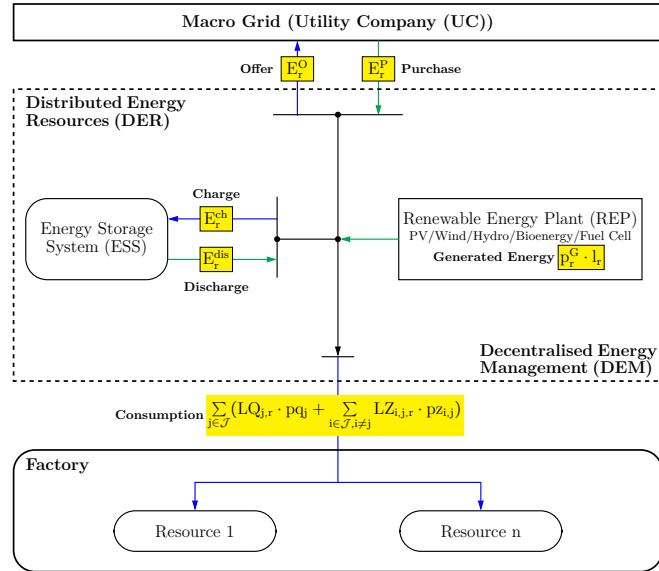 Macro Grid (Utility Company (UC))
Offer E_r^O E_r^P Purchase
Distributed Energy
Resources (DER)
Charge
E_r^ch
Energy Storage
System (ESS)
E_r^dis
Discharge
Renewable Energy Plant (REP)
PV/Wind/Hydro/Bioenergy/Fuel Cell
Generated Energy p_r^G · l_r
Decentralised Energy
Management (DEM)
Consumption ∑_{j∈𝒥}(LQ_{j,r} · pq_j + ∑_{i∈𝒥,i≠j} LZ_{i,j,r} · pz_{i,j})
Factory
Resource 1 Resource n